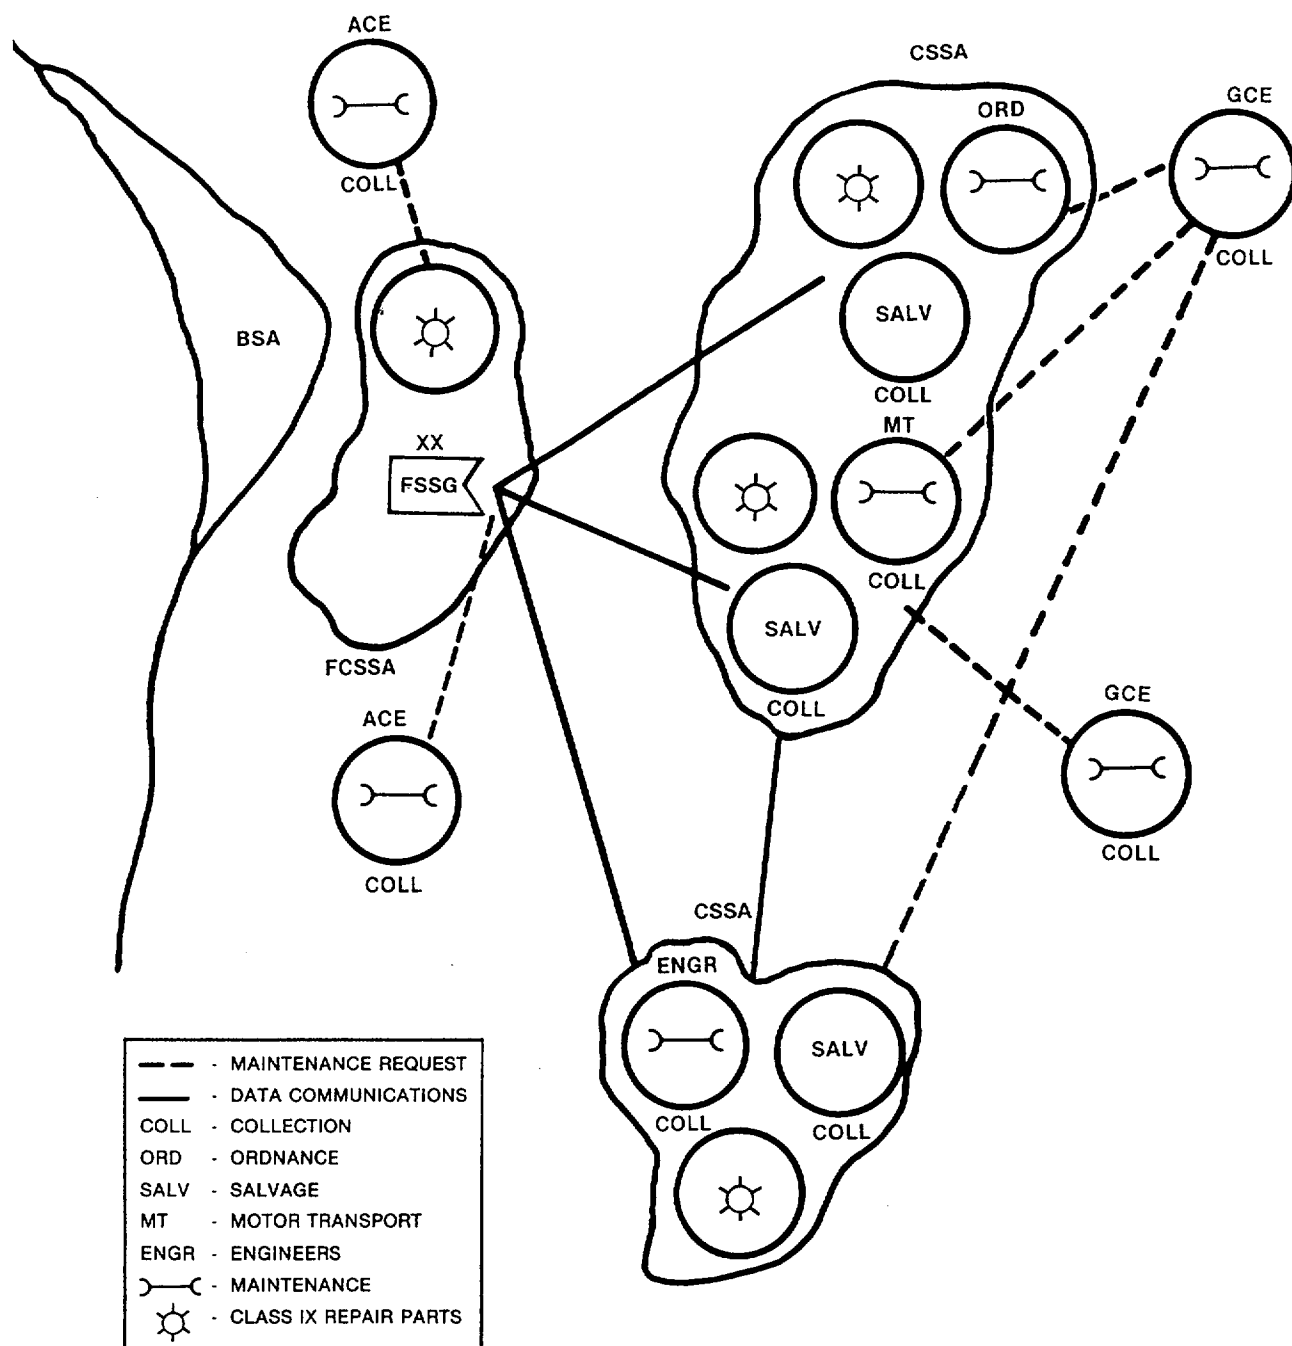 ACE
COLL
CSSA
ORD
GCE
COLL
SALV
COLL
BSA
XX
FSSG
MT
COLL
SALV
COLL
FCSSA
ACE
COLL
GCE
COLL
CSSA
ENGR
COLL
SALV
COLL
- MAINTENANCE REQUEST
- DATA COMMUNICATIONS
COLL - COLLECTION
ORD - ORDNANCE
SALV - SALVAGE
MT - MOTOR TRANSPORT
ENGR - ENGINEERS
- MAINTENANCE
- CLASS IX REPAIR PARTS